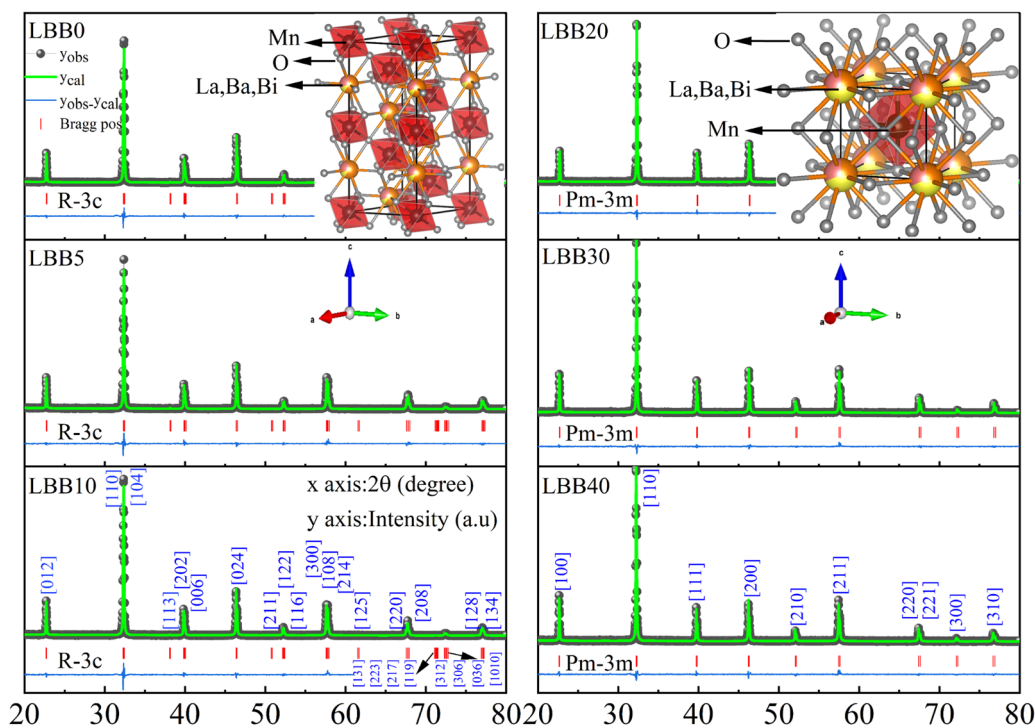 LBB0
yobs
ycal
yobs-ycal
Bragg pos
Mn
O
La,Ba,Bi
R-3c
LBB20
O
La,Ba,Bi
Mn
Pm-3m
LBB5
c
a
b
R-3c
LBB30
c
a
b
Pm-3m
LBB10
x axis:2θ (degree)
y axis:Intensity (a.u)
[012]
[110]
[104]
[113]
[202]
[006]
[024]
[211]
[122]
[116]
[300]
[108]
[214]
[125]
[220]
[208]
[128]
[134]
R-3c
[131]
[223]
[217]
[119]
[312]
[306]
[036]
[1010]
20 30 40 50 60 70 80
LBB40
[100]
[110]
[111]
[200]
[210]
[211]
[220]
[221]
[300]
[310]
Pm-3m
20 30 40 50 60 70 80